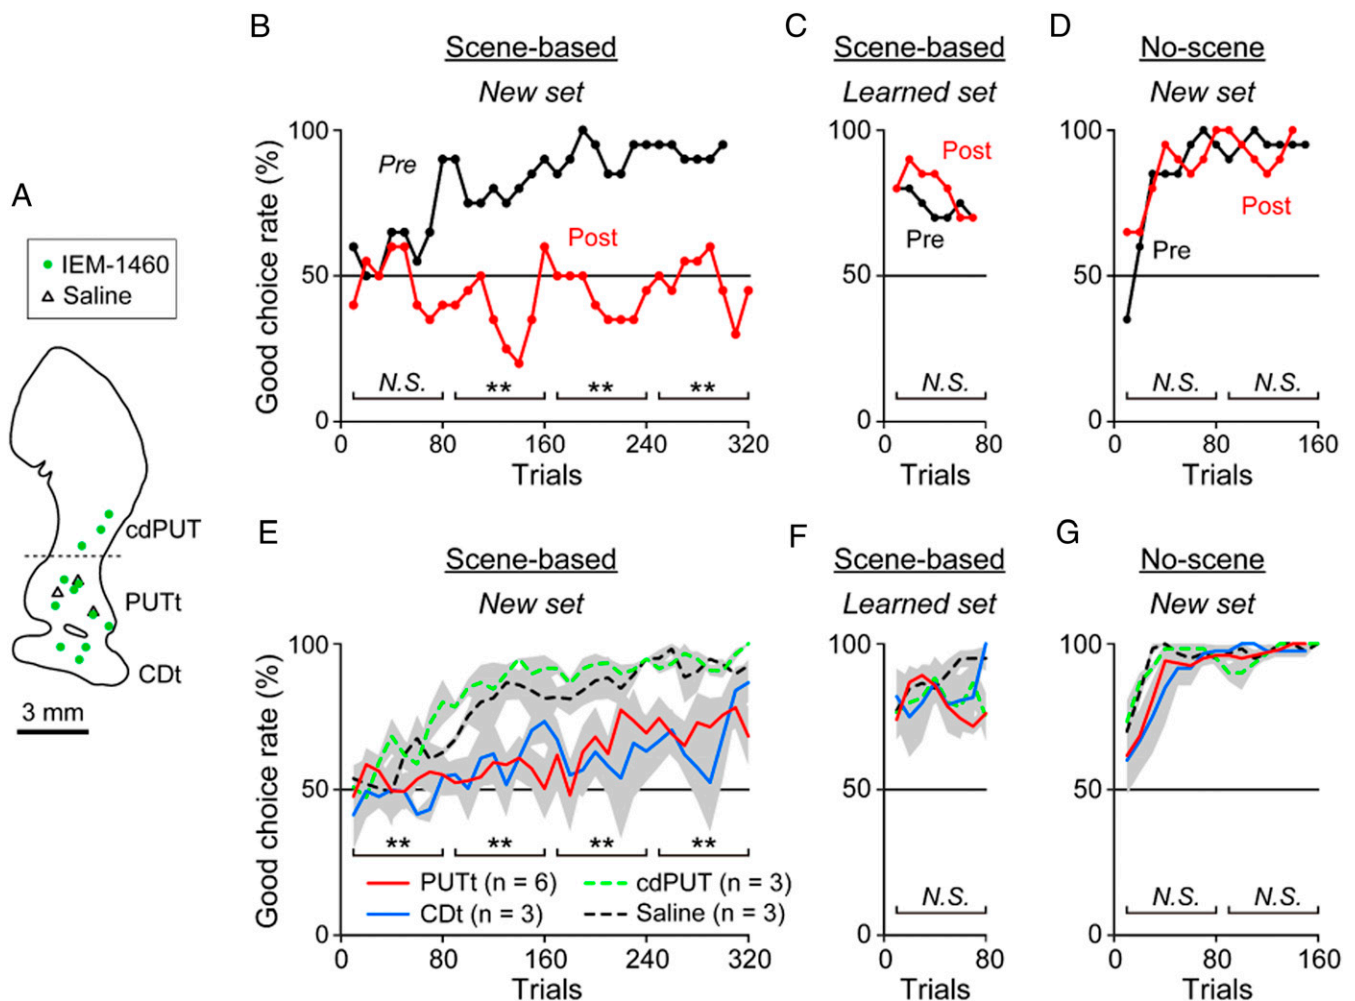 A
IEM-1460
Saline
cdPUT
PUTt
CDt
3 mm
B
Scene-based
New set
Good choice rate (%)
100
50
0
Pre
Post
N.S.
**
**
**
0
80
160
240
320
Trials
C
Scene-based
Learned set
100
50
0
Post
Pre
N.S.
0
80
Trials
D
No-scene
New set
100
50
0
Pre
Post
N.S.
N.S.
0
80
160
Trials
E
Scene-based
New set
Good choice rate (%)
100
50
0
**
**
**
**
PUTt (n = 6)
cdPUT (n = 3)
CDt (n = 3)
Saline (n = 3)
0
80
160
240
320
Trials
F
Scene-based
Learned set
100
50
0
N.S.
0
80
Trials
G
No-scene
New set
100
50
0
N.S.
N.S.
0
80
160
Trials